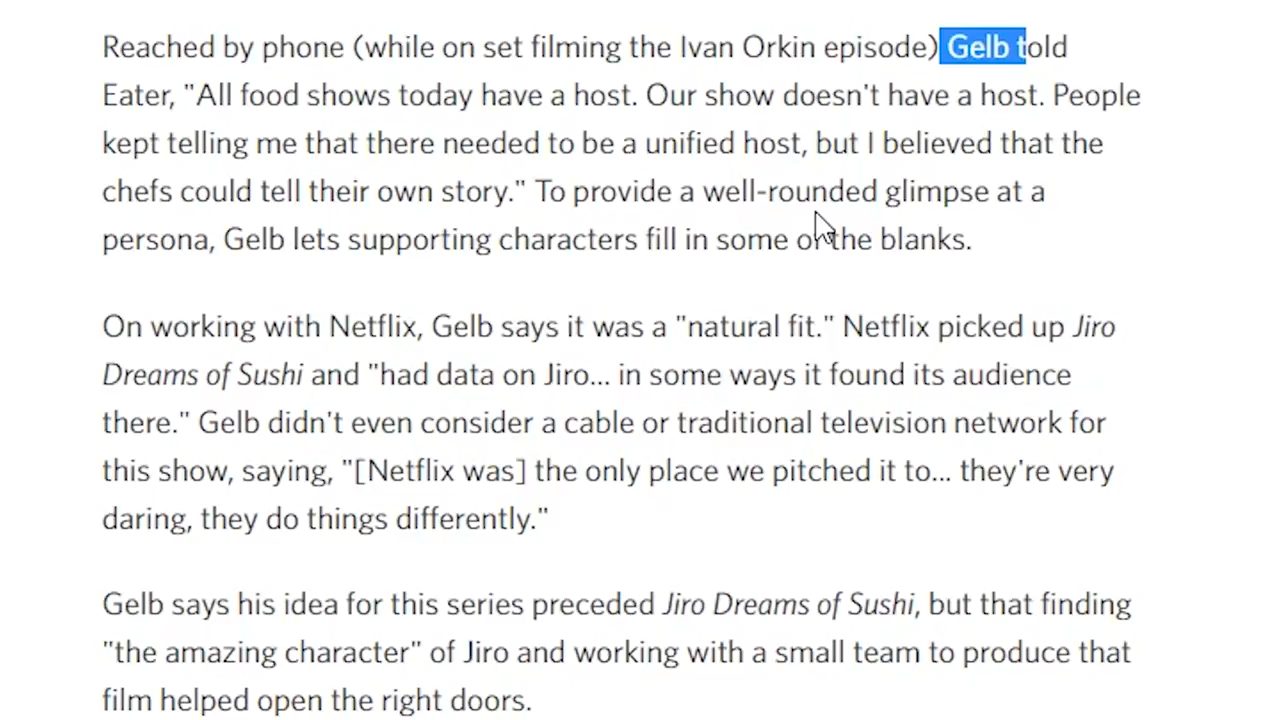 Reached by phone (while on set filming the Ivan Orkin episode) Gelb told
Eater, "All food shows today have a host. Our show doesn't have a host. People
kept telling me that there needed to be a unified host, but I believed that the
chefs could tell their own story." To provide a well-rounded glimpse at a
persona, Gelb lets supporting characters fill in some of the blanks.
On working with Netflix, Gelb says it was a "natural fit." Netflix picked up Jiro
Dreams of Sushi and "had data on Jiro... in some ways it found its audience
there." Gelb didn't even consider a cable or traditional television network for
this show, saying, "[Netflix was] the only place we pitched it to... they're very
daring, they do things differently."
Gelb says his idea for this series preceded Jiro Dreams of Sushi, but that finding
"the amazing character" of Jiro and working with a small team to produce that
film helped open the right doors.